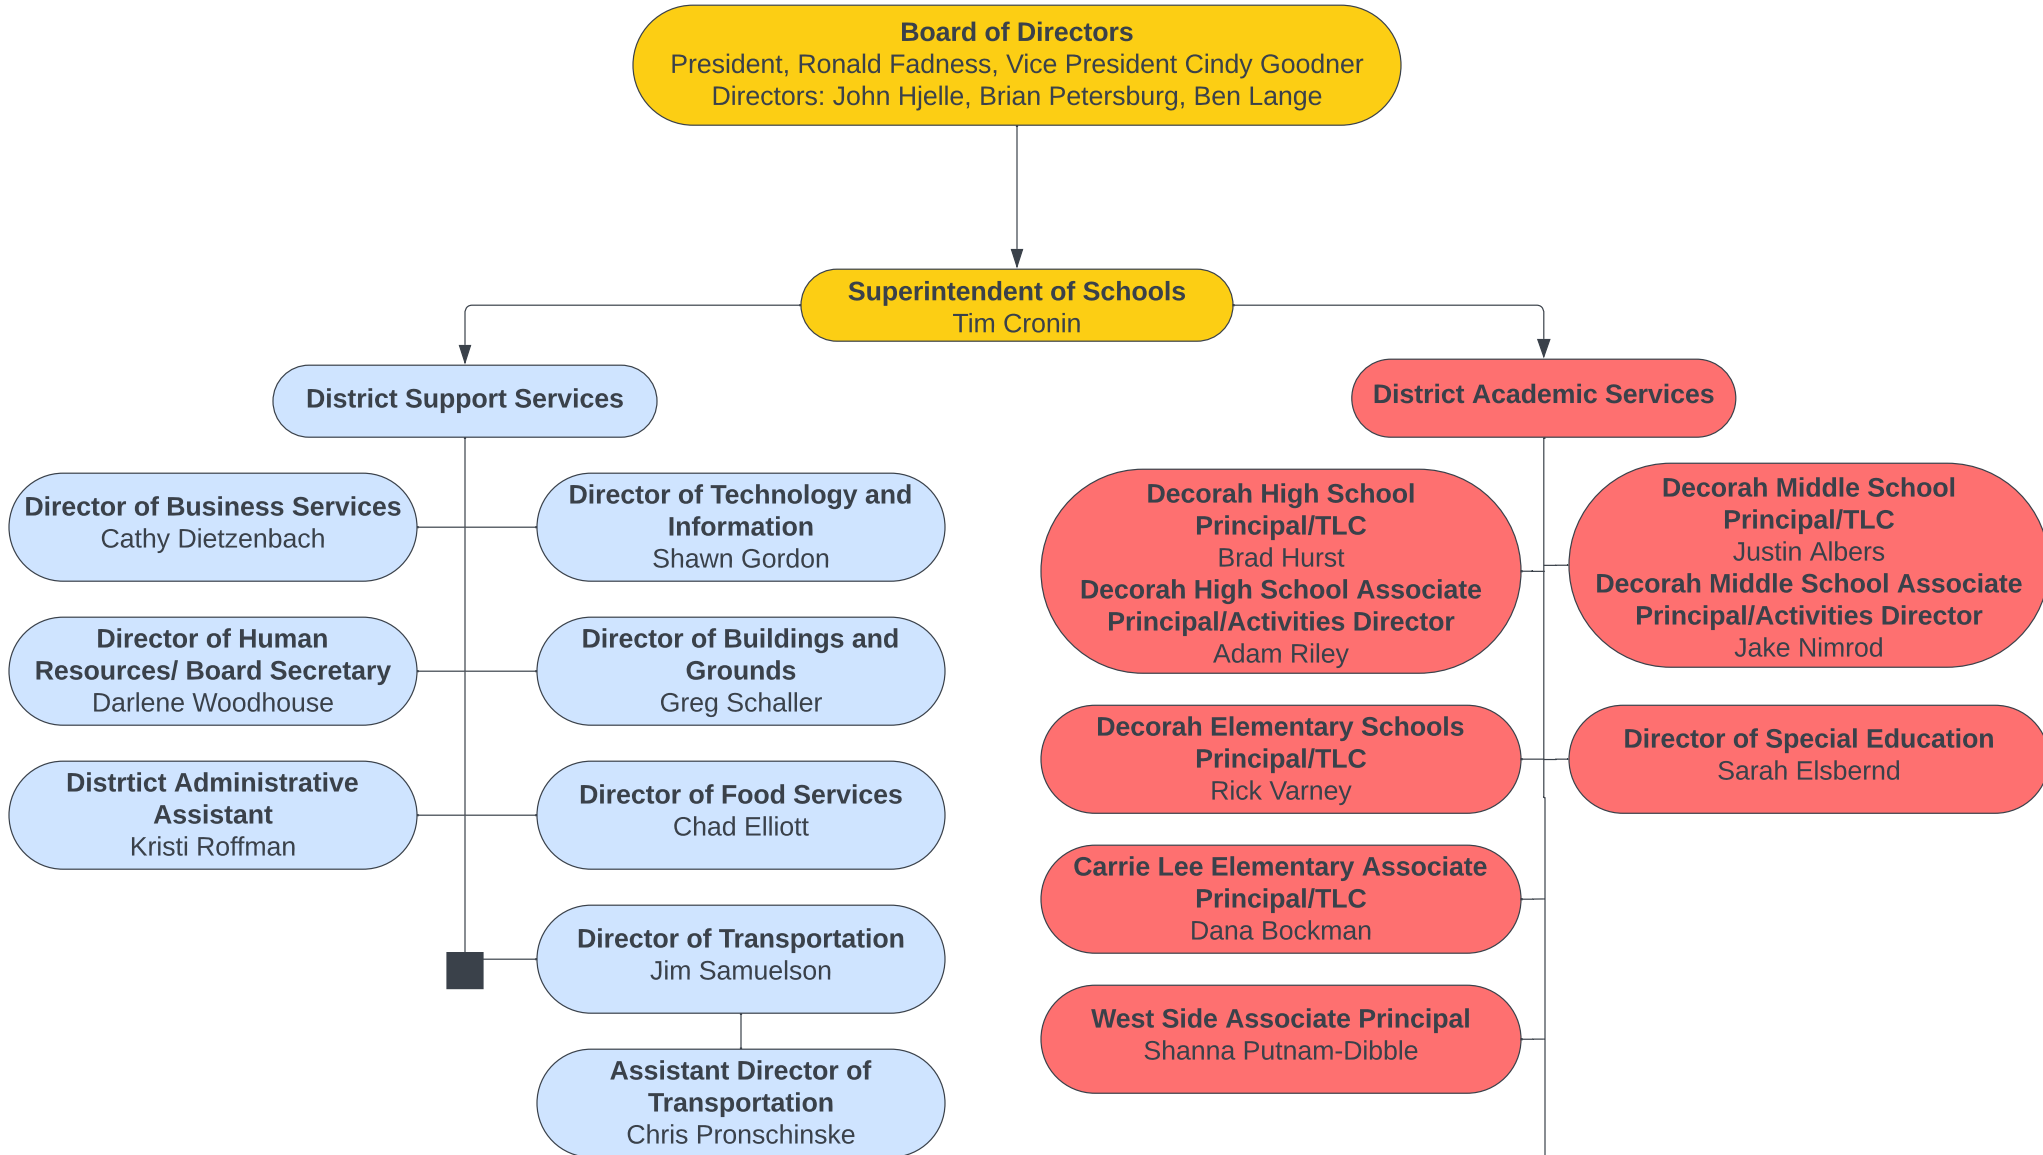 Board of Directors
President, Ronald Fadness, Vice President Cindy Goodner
Directors: John Hjelle, Brian Petersburg, Ben Lange
Superintendent of Schools
Tim Cronin
District Support Services
Director of Business Services
Cathy Dietzenbach
Director of Technology and
Information
Shawn Gordon
Director of Human
Resources/ Board Secretary
Darlene Woodhouse
Director of Buildings and
Grounds
Greg Schaller
Distrtict Administrative
Assistant
Kristi Roffman
Director of Food Services
Chad Elliott
Director of Transportation
Jim Samuelson
Assistant Director of
Transportation
Chris Pronschinske
District Academic Services
Decorah High School
Principal/TLC
Brad Hurst
Decorah High School Associate
Principal/Activities Director
Adam Riley
Decorah Middle School
Principal/TLC
Justin Albers
Decorah Middle School Associate
Principal/Activities Director
Jake Nimrod
Decorah Elementary Schools
Principal/TLC
Rick Varney
Director of Special Education
Sarah Elsbernd
Carrie Lee Elementary Associate
Principal/TLC
Dana Bockman
West Side Associate Principal
Shanna Putnam-Dibble